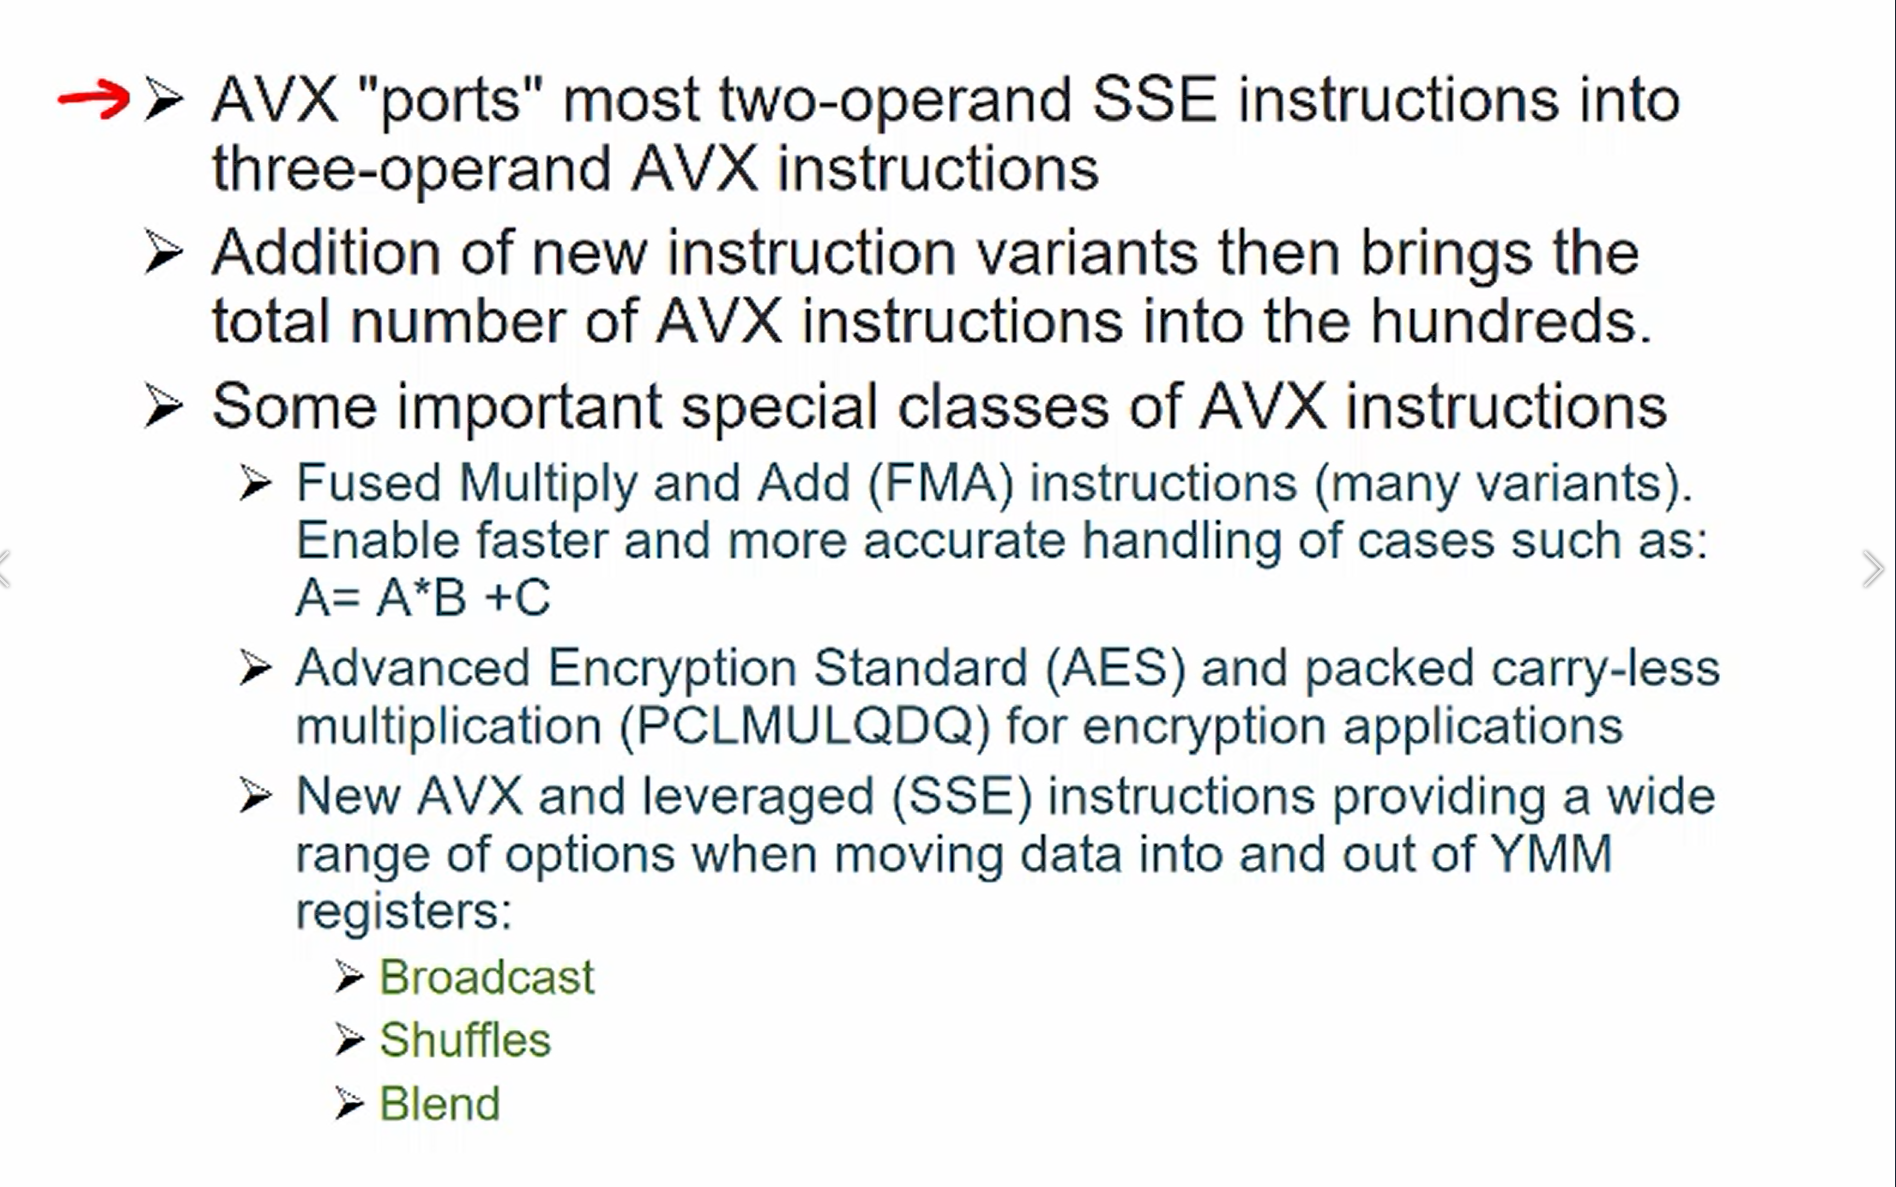 AVX "ports" most two-operand SSE instructions into
three-operand AVX instructions
Addition of new instruction variants then brings the
total number of AVX instructions into the hundreds.
Some important special classes of AVX instructions
Fused Multiply and Add (FMA) instructions (many variants).
Enable faster and more accurate handling of cases such as:
A= A*B +C
Advanced Encryption Standard (AES) and packed carry-less
multiplication (PCLMULQDQ) for encryption applications
New AVX and leveraged (SSE) instructions providing a wide
range of options when moving data into and out of YMM
registers:
Broadcast
Shuffles
Blend